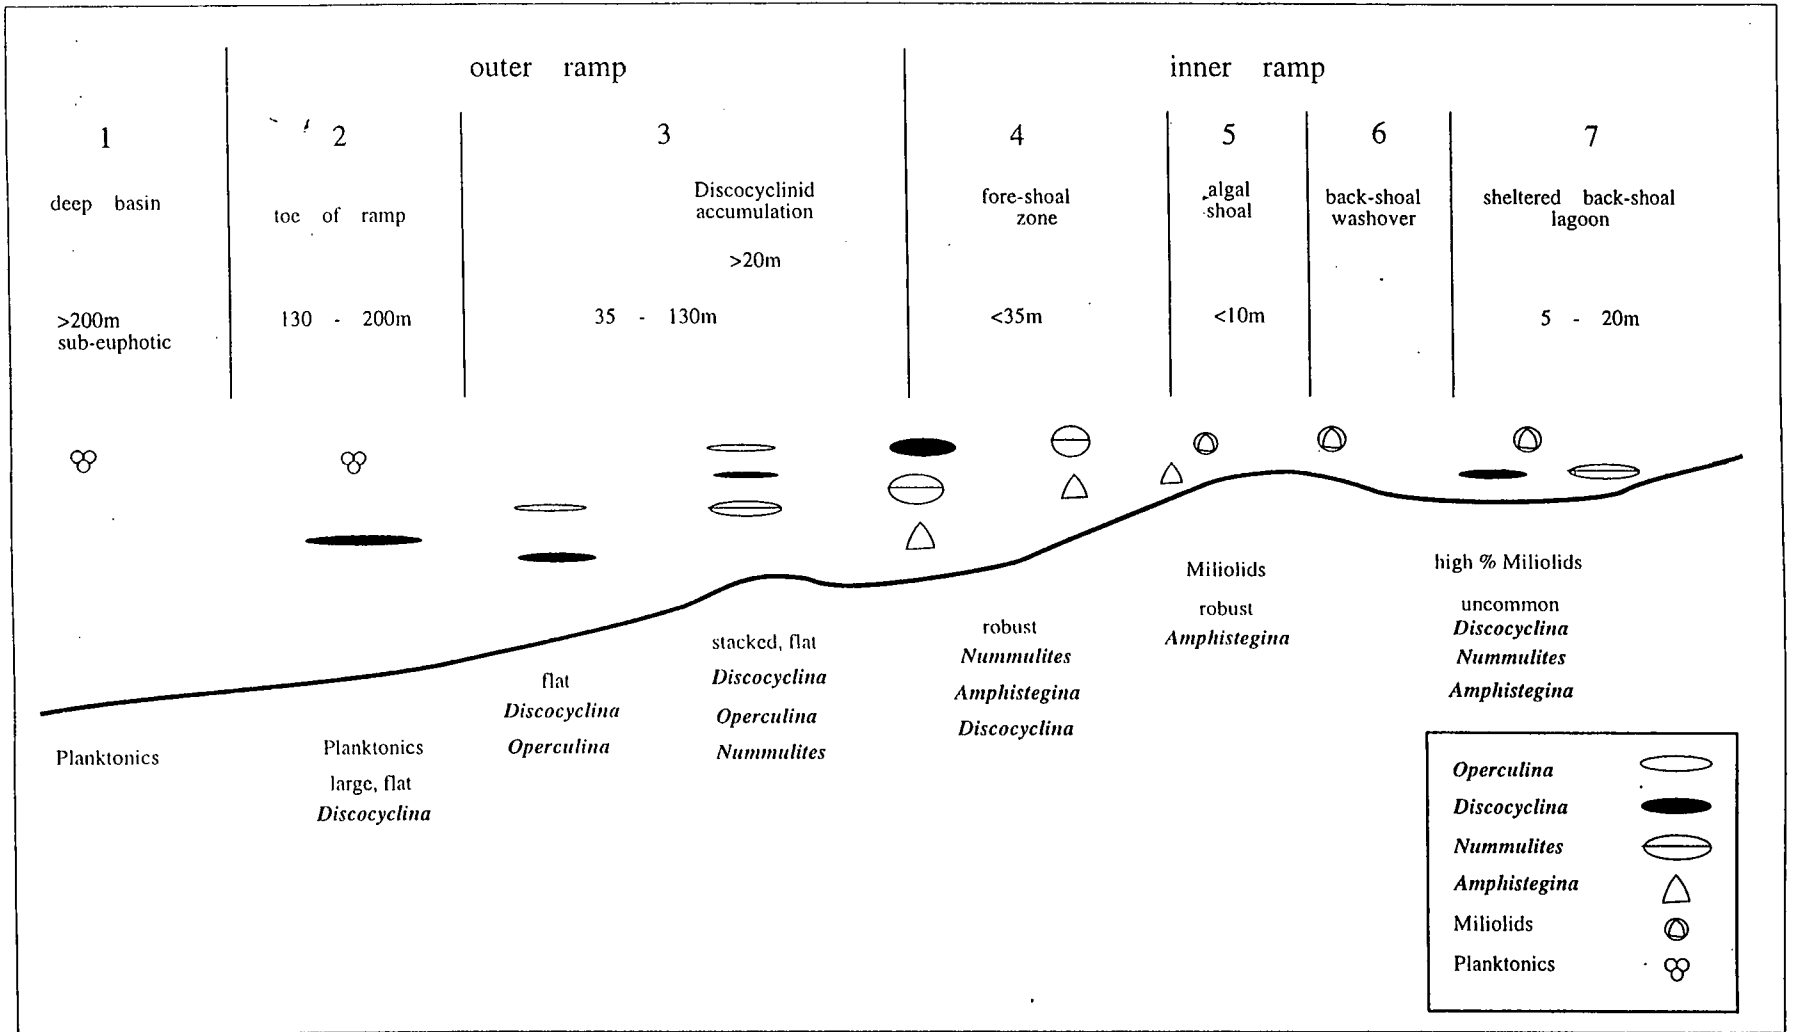 outer ramp
inner ramp
1
2
3
4
5
6
7
deep basin
toe of ramp
Discocyclinid
accumulation
fore-shoal
zone
algal
shoal
back-shoal
washover
sheltered back-shoal
lagoon
>20m
>200m
sub-euphotic
130 - 200m
35 - 130m
<35m
<10m
5 - 20m
Planktonics
Planktonics
large, flat
Discocyclina
flat
Discocyclina
Operculina
stacked, flat
Discocyclina
Operculina
Nummulites
robust
Nummulites
Amphistegina
Discocyclina
Miliolids
robust
Amphistegina
high % Miliolids
uncommon
Discocyclina
Nummulites
Amphistegina
Operculina
Discocyclina
Nummulites
Amphistegina
Miliolids
Planktonics